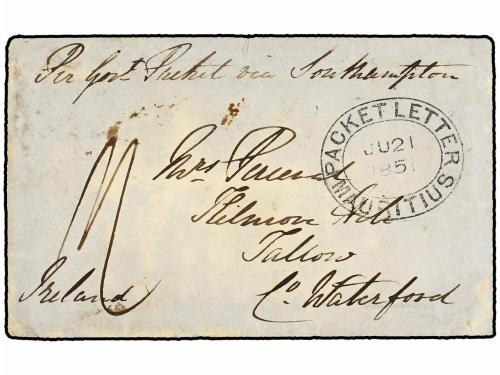 Per Govt. Packet via Southampton
PACKET LETTER
JU 21
1851
MAURITIUS
Mrs
Tallow
Co. Waterford
Ireland